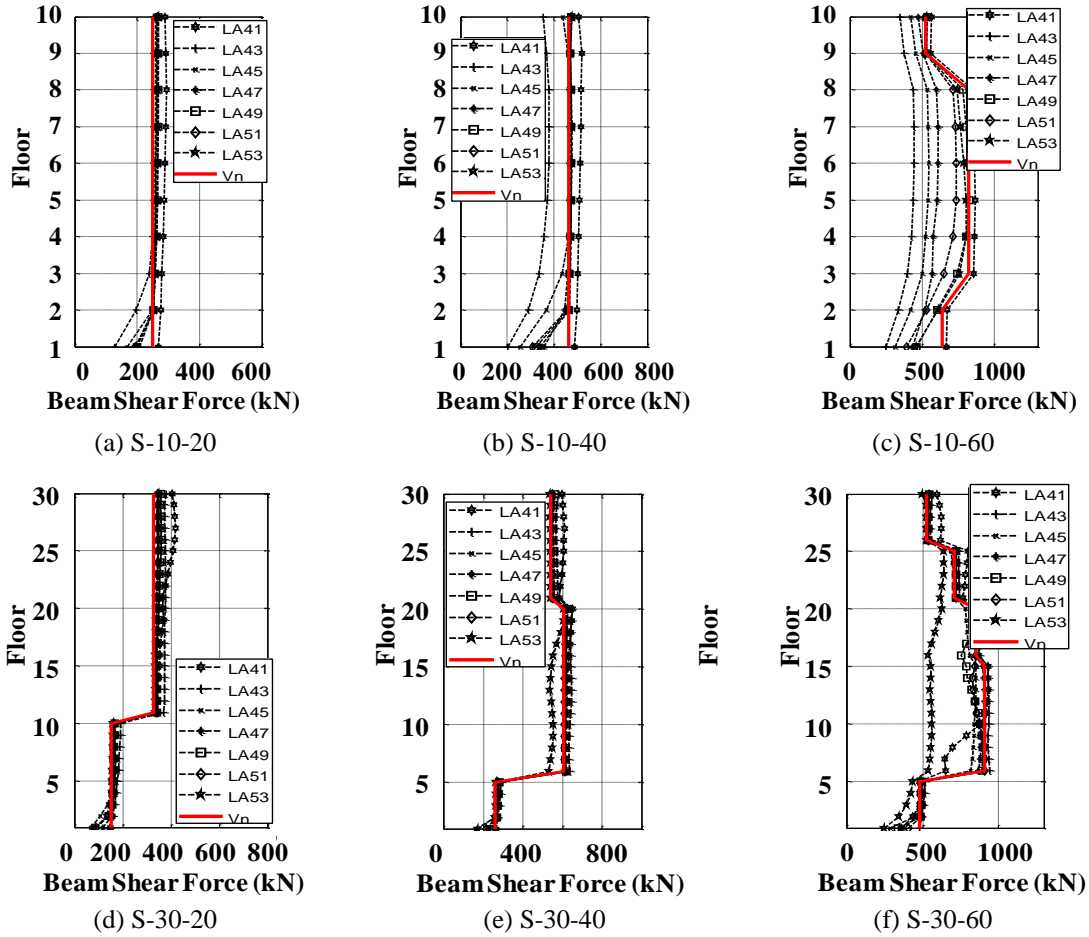 10
9
8
7
6
5
4
3
2
1
Floor
LA41
LA43
LA45
LA47
LA49
LA51
LA53
Vn
0 200 400 600
Beam Shear Force (kN)
(a) S-10-20
10
9
8
7
6
5
4
3
2
1
Floor
LA41
LA43
LA45
LA47
LA49
LA51
LA53
Vn
0 200 400 600 800
Beam Shear Force (kN)
(b) S-10-40
10
9
8
7
6
5
4
3
2
1
Floor
LA41
LA43
LA45
LA47
LA49
LA51
LA53
Vn
0 500 1000
Beam Shear Force (kN)
(c) S-10-60
30
25
20
15
10
5
Floor
LA41
LA43
LA45
LA47
LA49
LA51
LA53
Vn
0 200 400 600 800
Beam Shear Force (kN)
(d) S-30-20
30
25
20
15
10
5
Floor
LA41
LA43
LA45
LA47
LA49
LA51
LA53
Vn
0 400 600 800
Beam Shear Force (kN)
(e) S-30-40
30
25
20
15
10
5
Floor
LA41
LA43
LA45
LA47
LA49
LA51
LA53
Vn
0 500 1000
Beam Shear Force (kN)
(f) S-30-60